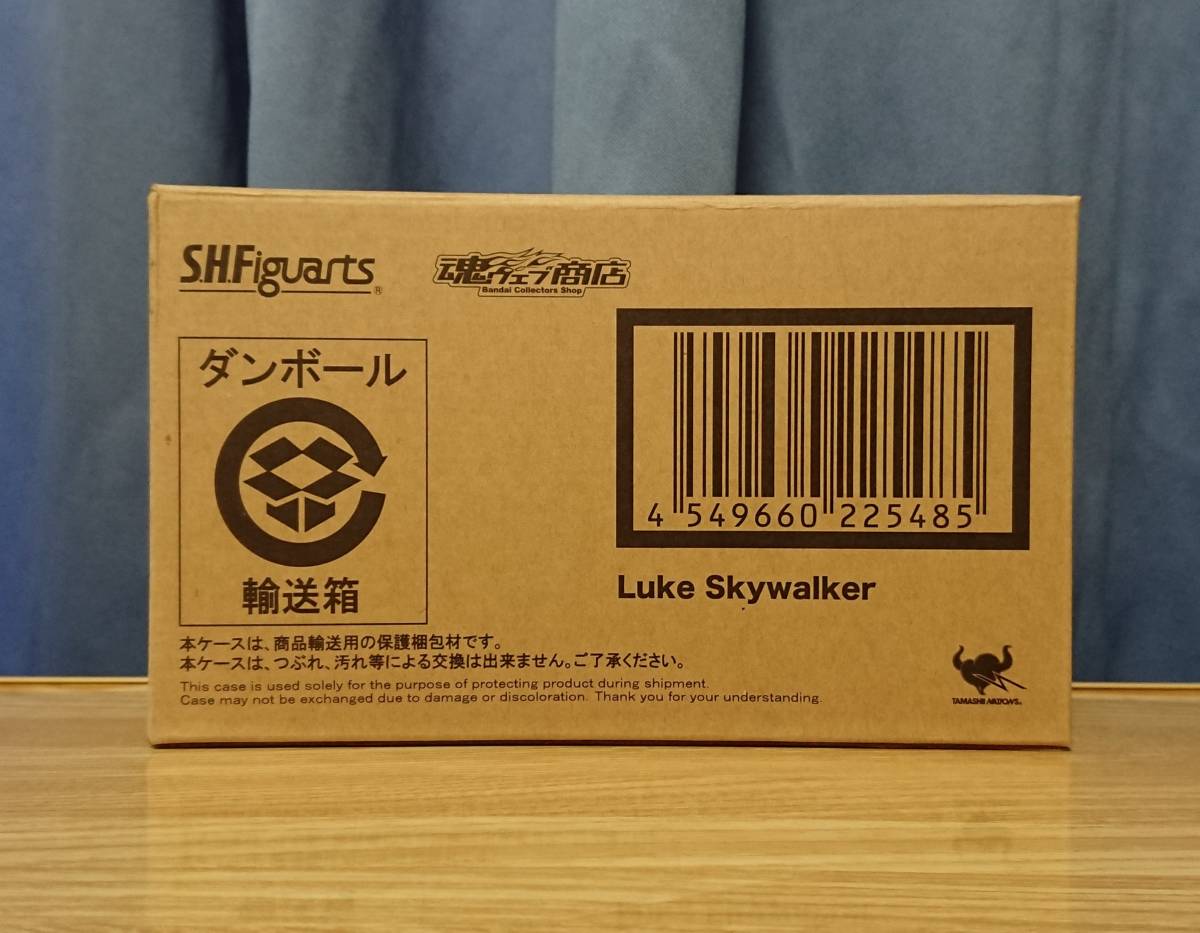 S.H.Figuarts®
魂ウェブ商店
Bandai Collectors Shop
ダンボール
輸送箱
4 549660 225485
Luke Skywalker
本ケースは、商品輸送用の保護梱包材です。
本ケースは、つぶれ、汚れ等による交換は出来ません。ご了承ください。
This case is used solely for the purpose of protecting product during shipment.
Case may not be exchanged due to damage or discoloration. Thank you for your understanding.
TAMASHII NATIONS